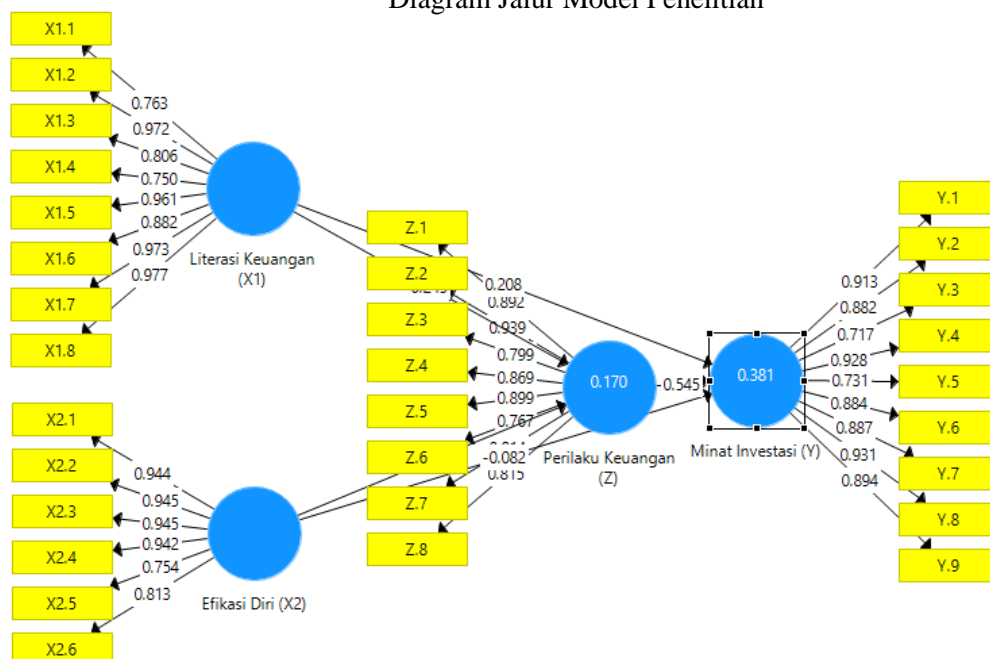 Diagram Jalur Model Penelitian
X1.1
X1.2
X1.3
X1.4
X1.5
X1.6
X1.7
X1.8
0.763
0.972
0.806
0.750
0.961
0.882
0.973
0.977
Literasi Keuangan
(X1)
X2.1
X2.2
X2.3
X2.4
X2.5
X2.6
0.944
0.945
0.945
0.942
0.754
0.813
Efikasi Diri (X2)
Z.1
Z.2
Z.3
Z.4
Z.5
Z.6
Z.7
Z.8
0.208
0.892
0.939
0.799
0.869
0.899
0.767
-0.082
0.815
0.170
Perilaku Keuangan
(Z)
0.545
0.381
Minat Investasi (Y)
0.913
0.882
0.717
0.928
0.731
0.884
0.887
0.931
0.894
Y.1
Y.2
Y.3
Y.4
Y.5
Y.6
Y.7
Y.8
Y.9